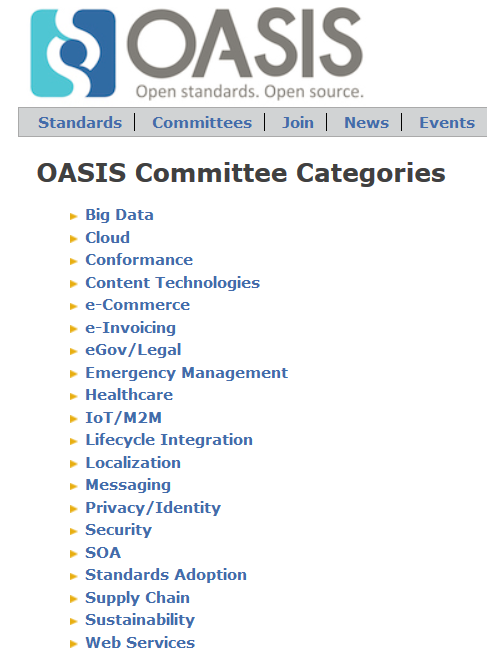 OASIS
Open standards. Open source.
Standards | Committees | Join | News | Events
OASIS Committee Categories
Big Data
Cloud
Conformance
Content Technologies
e-Commerce
e-Invoicing
eGov/Legal
Emergency Management
Healthcare
IoT/M2M
Lifecycle Integration
Localization
Messaging
Privacy/Identity
Security
SOA
Standards Adoption
Supply Chain
Sustainability
Web Services